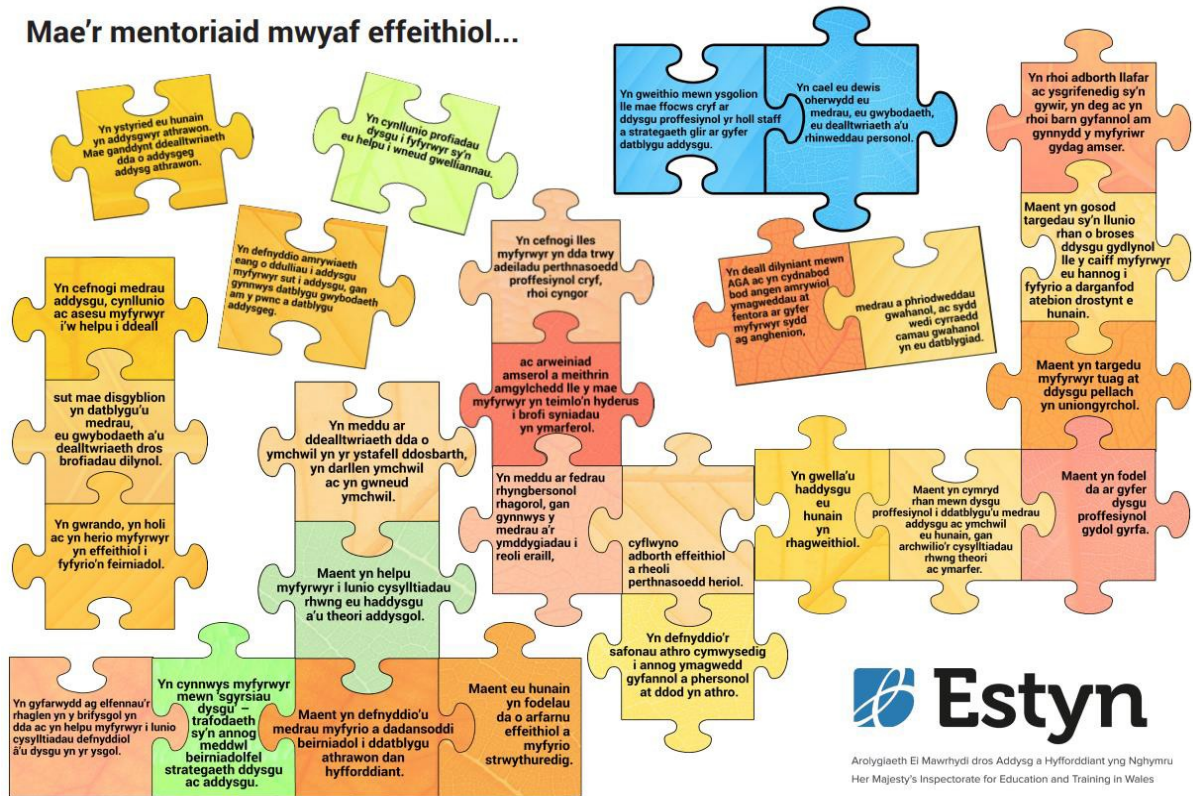 Mae'r mentoriaid mwyaf effeithiol...
Yn ystyried eu hunain
yn addysgwyr athrawon.
Mae ganddynt ddealltwriaeth
dda o addysgeg
addysg athrawon.
Yn cynllunio profiadau
dysgu i fyfyrwyr sy'n
eu helpu i wneud gwelliannau.
Yn gweithio mewn ysgolion
lle mae ffocws cryf ar
ddysgu proffesiynol yr holl staff
a strategaeth glir ar gyfer
datblygu addysgu.
Yn cael eu dewis
oherwydd eu
medrau, eu gwybodaeth,
eu dealltwriaeth a'u
rhinweddau personol.
Yn rhoi adborth llafar
ac ysgrifenedig sy'n
gywir, yn deg ac yn
rhoi barn gyfannol am
gynnydd y myfyriwr
gydag amser.
Maent yn gosod
targedau sy'n llunio
rhan o broses
ddysgu gydlynol
lle y caiff myfyrwyr
eu hannog i
fyfyrio a darganfod
atebion drostynt e
hunain.
Maent yn targedu
myfyrwyr tuag at
ddysgu pellach
yn uniongyrchol.
Maent yn fodel
da ar gyfer
dysgu
proffesiynol
gydol gyrfa.
Yn defnyddio amrywiaeth
eang o ddulliau i addysgu
myfyrwyr sut i addysgu, gan
gynnwys datblygu gwybodaeth
am y pwnc a datblygu
addysgeg.
Yn cefnogi lles
myfyrwyr yn dda trwy
adeiladu perthnasoedd
proffesiynol cryf,
rhoi cyngor
ac arweiniad
amserol a meithrin
amgylchedd lle y mae
myfyrwyr yn teimlo'n hyderus
i brofi syniadau
yn ymarferol.
Yn deall dilyniant mewn
AGA ac yn cydnabod
bod angen amrywiol
ymagweddau at
fentora ar gyfer
myfyrwyr sydd
ag anghenion,
medrau a phriodweddau
gwahanol, ac sydd
wedi cyrraedd
camau gwahanol
yn eu datblygiad.
Yn cefnogi medrau
addysgu, cynllunio
ac asesu myfyrwyr
i'w helpu i ddeall
sut mae disgyblion
yn datblygu'u
medrau,
eu gwybodaeth a'u
dealltwriaeth dros
brofiadau dilynol.
Yn gwrando, yn holi
ac yn herio myfyrwyr
yn effeithiol i
fyfyrio'n feirniadol.
Yn meddu ar
ddealltwriaeth dda o
ymchwil yn yr ystafell ddosbarth,
yn darllen ymchwil
ac yn gwneud
ymchwil.
Maent yn helpu
myfyrwyr i lunio cysylltiadau
rhwng eu haddysgu
a'u theori addysgol.
Yn meddu ar fedrau
rhyngbersonol
rhagorol, gan
gynnwys y
medrau a'r
ymddygiadau i
reoli eraill,
cyflwyno
adborth effeithiol
a rheoli
perthnasoedd heriol.
Yn gwella'u
haddysgu
eu
hunain
yn
rhagweithiol.
Maent yn cymryd
rhan mewn dysgu
proffesiynol i ddatblygu'u medrau
addysgu ac ymchwil
eu hunain, gan
archwilio'r cysylltiadau
rhwng theori
ac ymarfer.
Yn defnyddio'r
safonau athro cymwysedig
i annog ymagwedd
gyfannol a phersonol
at ddod yn athro.
Yn gyfarwydd ag elfennau'r
rhaglen yn y brifysgol yn
dda ac yn helpu myfyrwyr i lunio
cysylltiadau defnyddiol
â'u dysgu yn yr ysgol.
Yn cynnwys myfyrwyr
mewn 'sgyrsiau
dysgu' –
trafodaeth
sy'n annog
meddwl
beirniadolfel
strategaeth ddysgu
ac addysgu.
Maent yn defnyddio'u
medrau myfyrio a dadansoddi
beirniadol i ddatblygu
athrawon dan
hyfforddiant.
Maent eu hunain
yn fodelau
da o arfarnu
effeithiol a
myfyrio
strwythuredig.
Estyn
Arolygiaeth Ei Mawrhydi dros Addysg a Hyfforddiant yng Nghymru
Her Majesty's Inspectorate for Education and Training in Wales